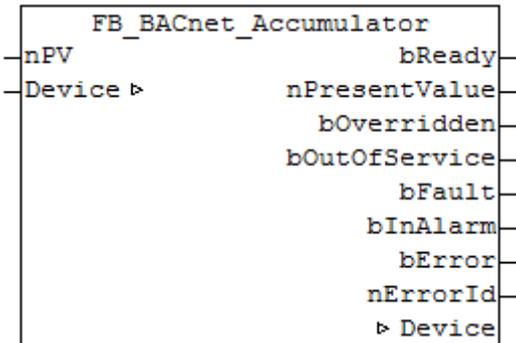 FB_BACnet_Accumulator
nPV bReady
Device nPresentValue
bOverridden
bOutOfService
bFault
bInAlarm
bError
nErrorId
Device